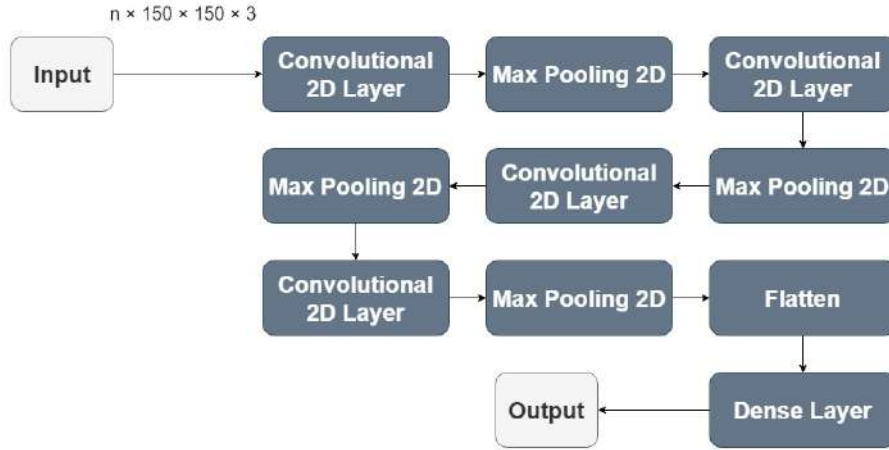 n × 150 × 150 × 3
Input
Convolutional
2D Layer
Max Pooling 2D
Convolutional
2D Layer
Max Pooling 2D
Convolutional
2D Layer
Max Pooling 2D
Convolutional
2D Layer
Max Pooling 2D
Flatten
Dense Layer
Output